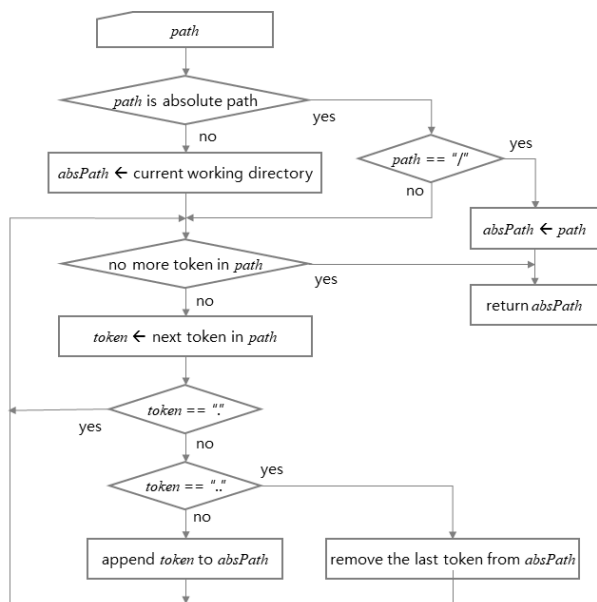 path
path is absolute path
yes
no
absPath ← current working directory
path == "/"
yes
no
absPath ← path
no more token in path
yes
no
return absPath
token ← next token in path
token == "."
yes
no
token == ".."
yes
no
append token to absPath
remove the last token from absPath